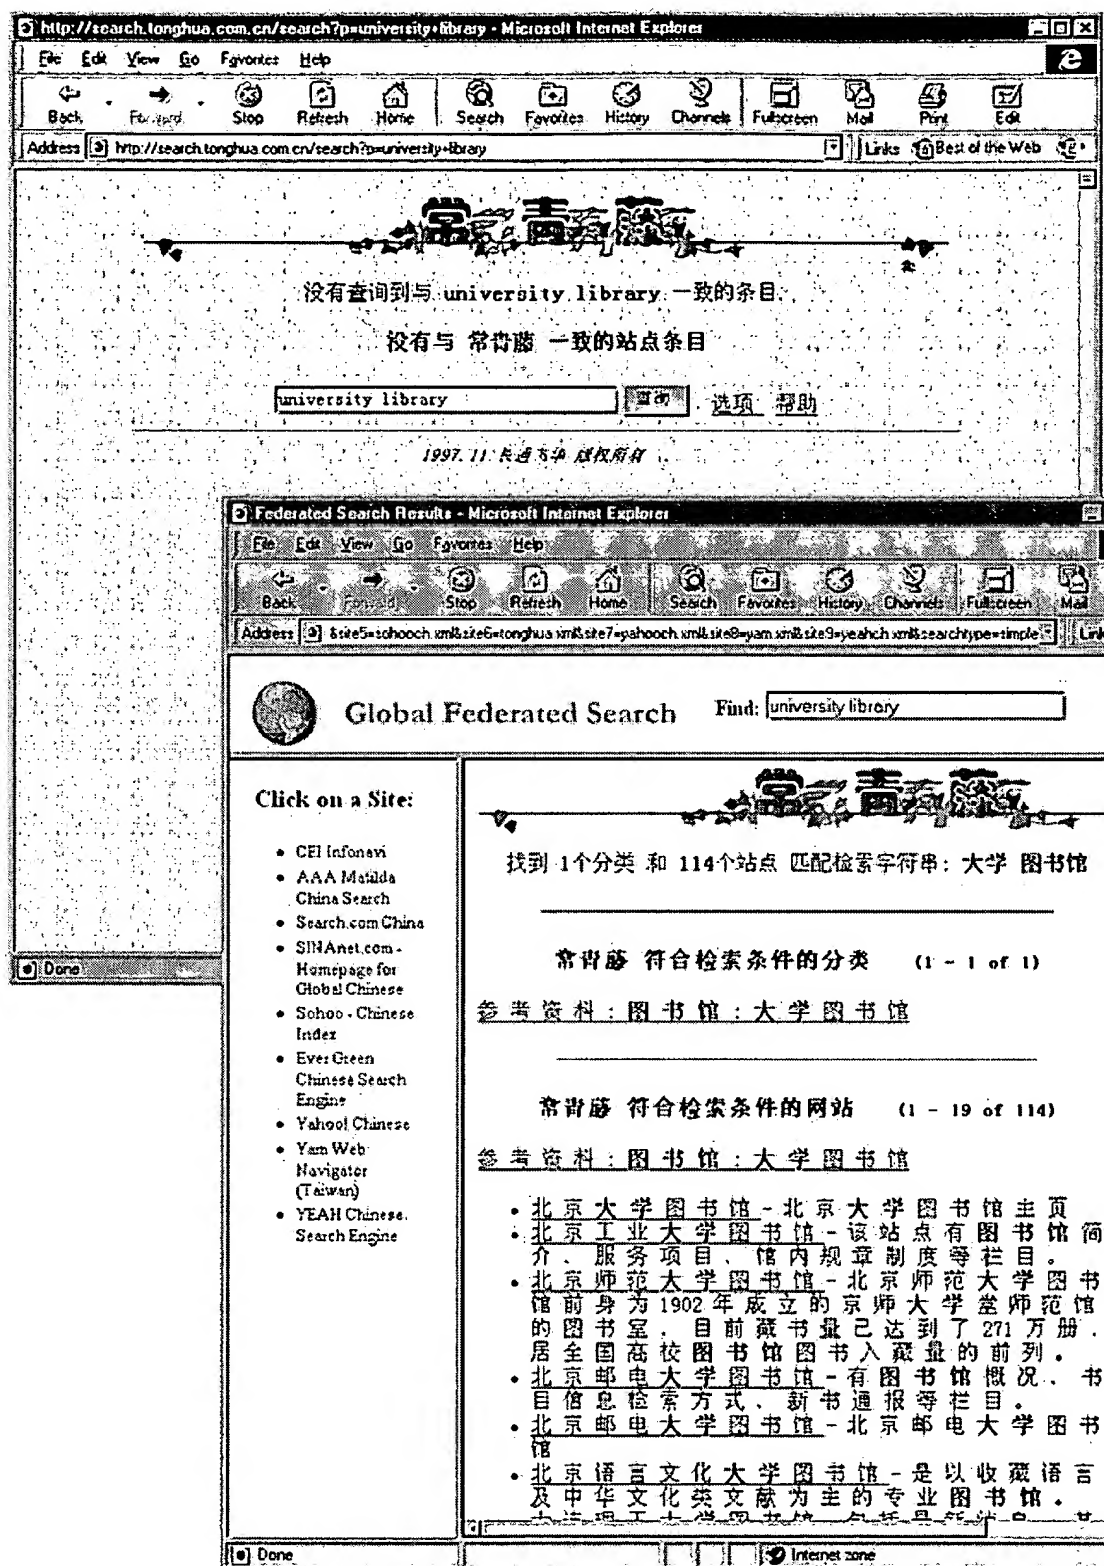 http://search.tonghua.com.cn/search?p=university+library - Microsoft Internet Explorer
File Edit View Go Favorites Help
Back Forward Stop Refresh Home Search Favorites History Channels Fullscreen Mail Print Edit
Address http://search.tonghua.com.cn/search?p=university+library Links Best of the Web
常青藤
没有查询到与 university library 一致的条目.
没有与 常青藤 一致的站点条目
university library 查询 选项 帮助
1997.11 版权所有
Federated Search Results - Microsoft Internet Explorer
File Edit View Go Favorites Help
Back Forward Stop Refresh Home Search Favorites History Channels Fullscreen Mail
Address &site5=sohooch.xml&site6=tonghua.xml&site7=yahooch.xml&site8=yam.xml&site9=yeahch.xml&searchtype=simple Link
Global Federated Search Find: university library
Click on a Site:
• CEI Infonavi
• AAA Matilda
China Search
• Search.com China
• SINAnet.com -
Homepage for
Global Chinese
• Sohoo - Chinese
Index
• EverGreen
Chinese Search
Engine
• Yahoo! Chinese
• Yam Web
Navigator
(Taiwan)
• YEAH Chinese
Search Engine
常青藤
找到 1个分类 和 114个站点 匹配检索字符串: 大学 图书馆
常青藤 符合检索条件的分类 (1 - 1 of 1)
参考资料:图书馆:大学图书馆
常青藤 符合检索条件的网站 (1 - 19 of 114)
参考资料:图书馆:大学图书馆
• 北京大学图书馆-北京大学图书馆主页
• 北京工业大学图书馆-该站点有图书馆简
介、服务项目、馆内规章制度等栏目。
• 北京师范大学图书馆-北京师范大学图书
馆前身为1902年成立的京师大学堂师范馆
的图书室.目前藏书量已达到了271万册.
居全国高校图书馆图书入藏量的前列.
• 北京邮电大学图书馆-有图书馆概况、书
目信息检索方式、新书通报等栏目。
• 北京邮电大学图书馆-北京邮电大学图书
馆
• 北京语言文化大学图书馆-是以收藏语言
及中华文化类文献为主的专业图书馆.
Done
Done Internet zone